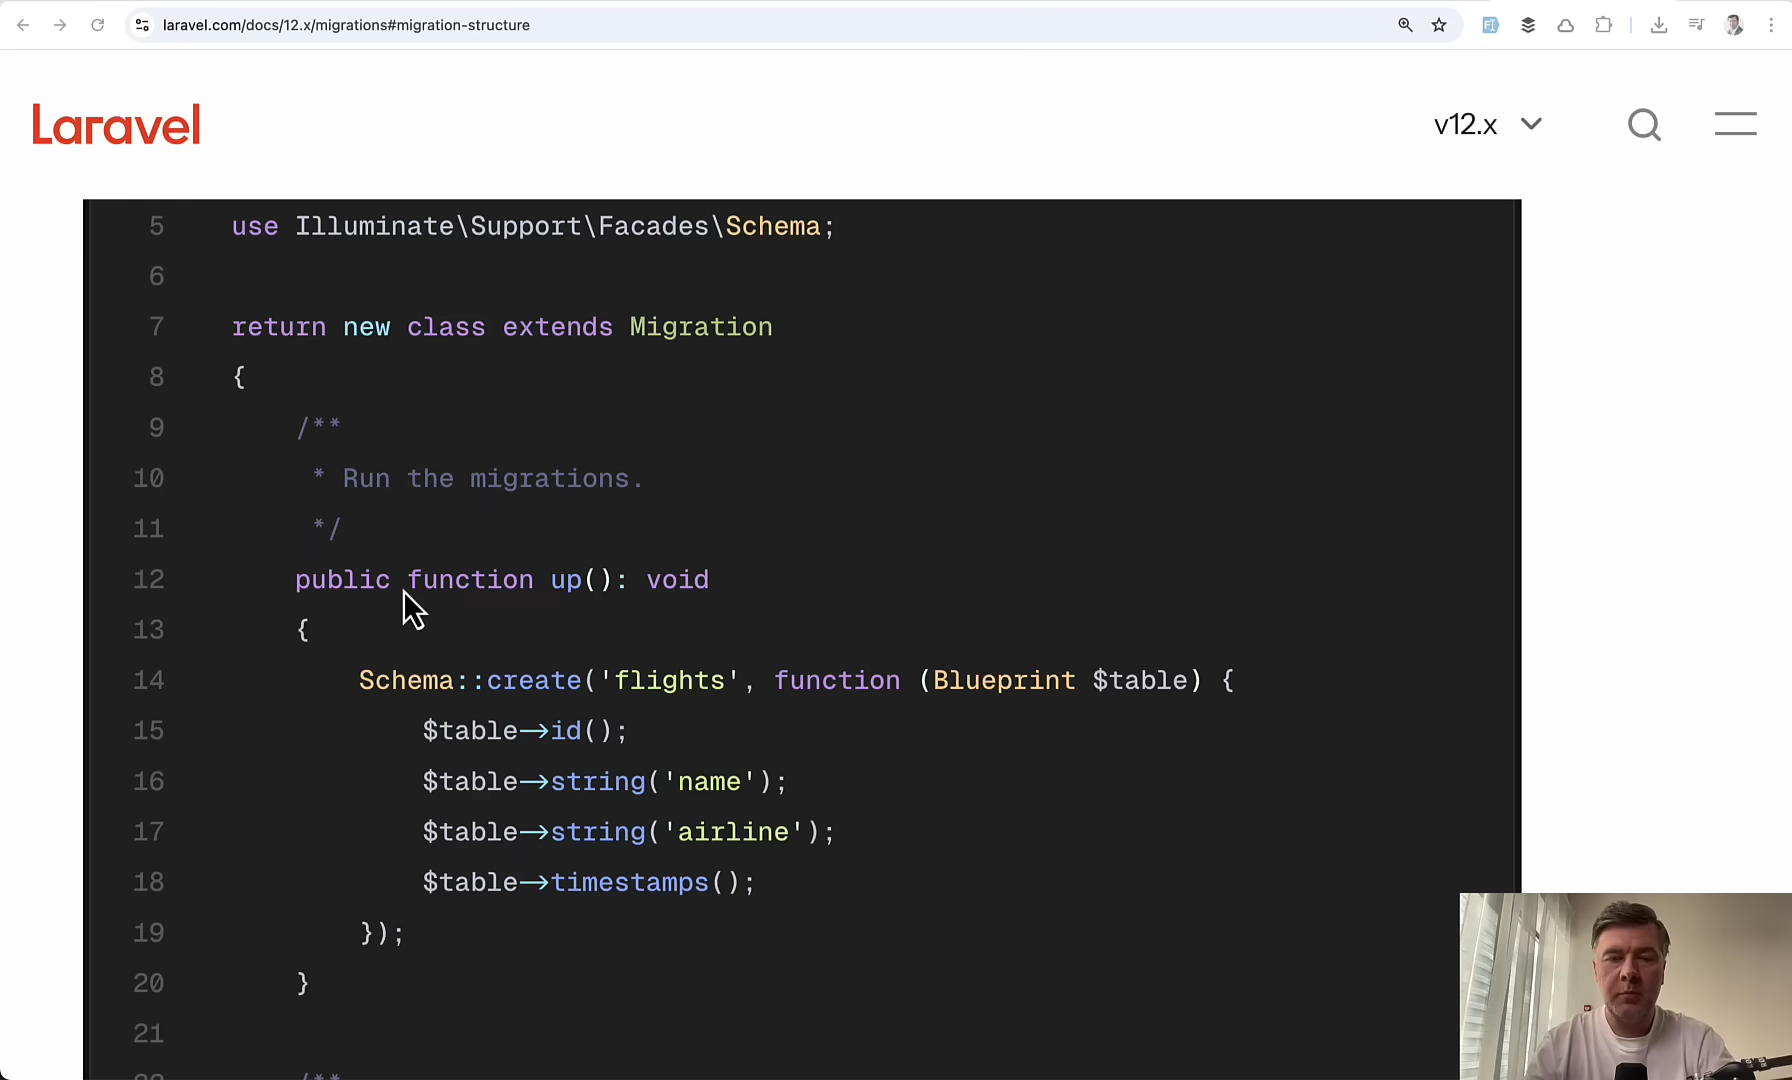 laravel.com/docs/12.x/migrations#migration-structure
Laravel
v12.x
5 use Illuminate\Support\Facades\Schema;
6
7 return new class extends Migration
8 {
9 /**
10 * Run the migrations.
11 */
12 public function up(): void
13 {
14 Schema::create('flights', function (Blueprint $table) {
15 $table->id();
16 $table->string('name');
17 $table->string('airline');
18 $table->timestamps();
19 });
20 }
21